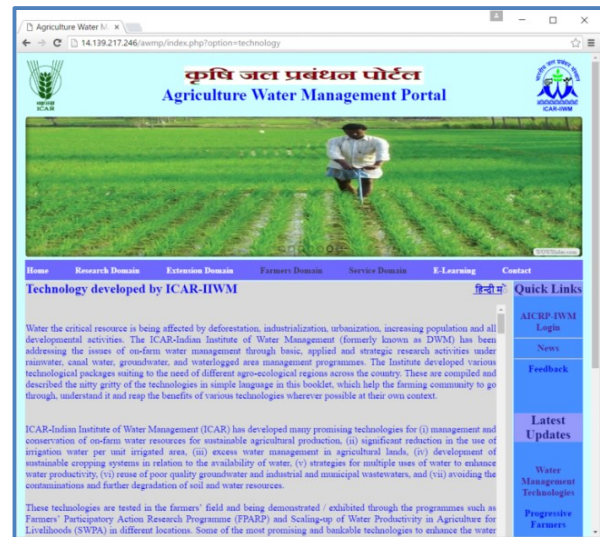 Agriculture Water M
14.139.217.246/awmp/index.php?option=technology
कृषि जल प्रबंधन पोर्टल
Agriculture Water Management Portal
ICAR
ICAR-IIWM
Home Research Domain Extension Domain Farmers Domain Service Domain E-Learning Contact
Technology developed by ICAR-IIWM
हिन्दी में
Quick Links
AICRP-IWM
Login
News
Feedback
Latest
Updates
Water
Management
Technologies
Progressive
Farmers
Water the critical resource is being affected by deforestation, industrialization, urbanization, increasing population and all
developmental activities. The ICAR-Indian Institute of Water Management (formerly known as DWM) has been
addressing the issues of on-farm water management through basic, applied and strategic research activities under
rainwater, canal water, groundwater, and waterlogged area management programmes. The Institute developed various
technological packages suiting to the need of different agro-ecological regions across the country. These are compiled and
described the nitty gritty of the technologies in simple language in this booklet, which help the farming community to go
through, understand it and reap the benefits of various technologies wherever possible at their own context.
ICAR-Indian Institute of Water Management (ICAR) has developed many promising technologies for (i) management and
conservation of on-farm water resources for sustainable agricultural production, (ii) significant reduction in the use of
irrigation water per unit irrigated area, (iii) excess water management in agricultural lands, (iv) development of
sustainable cropping systems in relation to the availability of water, (v) strategies for multiple uses of water to enhance
water productivity, (vi) reuse of poor quality groundwater and industrial and municipal wastewaters, and (vii) avoiding the
contaminations and further degradation of soil and water resources.
These technologies are tested in the farmers' field and being demonstrated / exhibited through the programmes such as
Farmers' Participatory Action Research Programme (FPARP) and Scaling-up of Water Productivity in Agriculture for
Livelihoods (SWPA) in different locations. Some of the most promising and bankable technologies to enhance the water